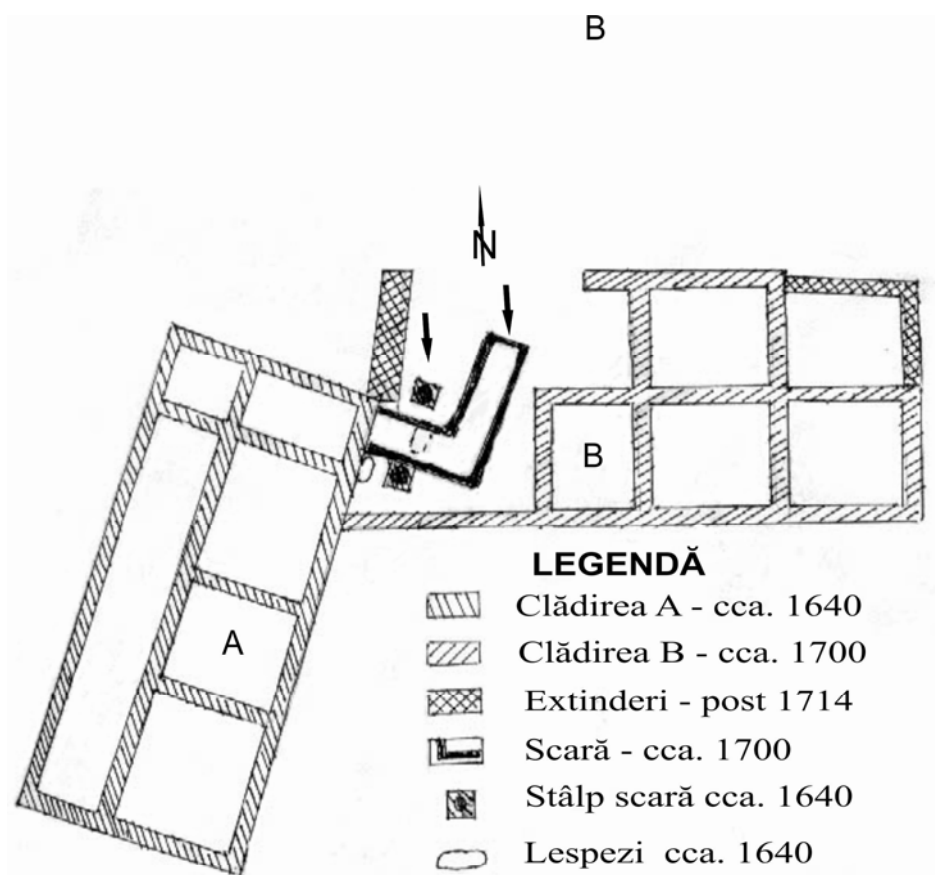 B
N
B
A
LEGENDĂ
Clădirea A - cca. 1640
Clădirea B - cca. 1700
Extinderi - post 1714
Scară - cca. 1700
Stâlp scară cca. 1640
Lespezi cca. 1640